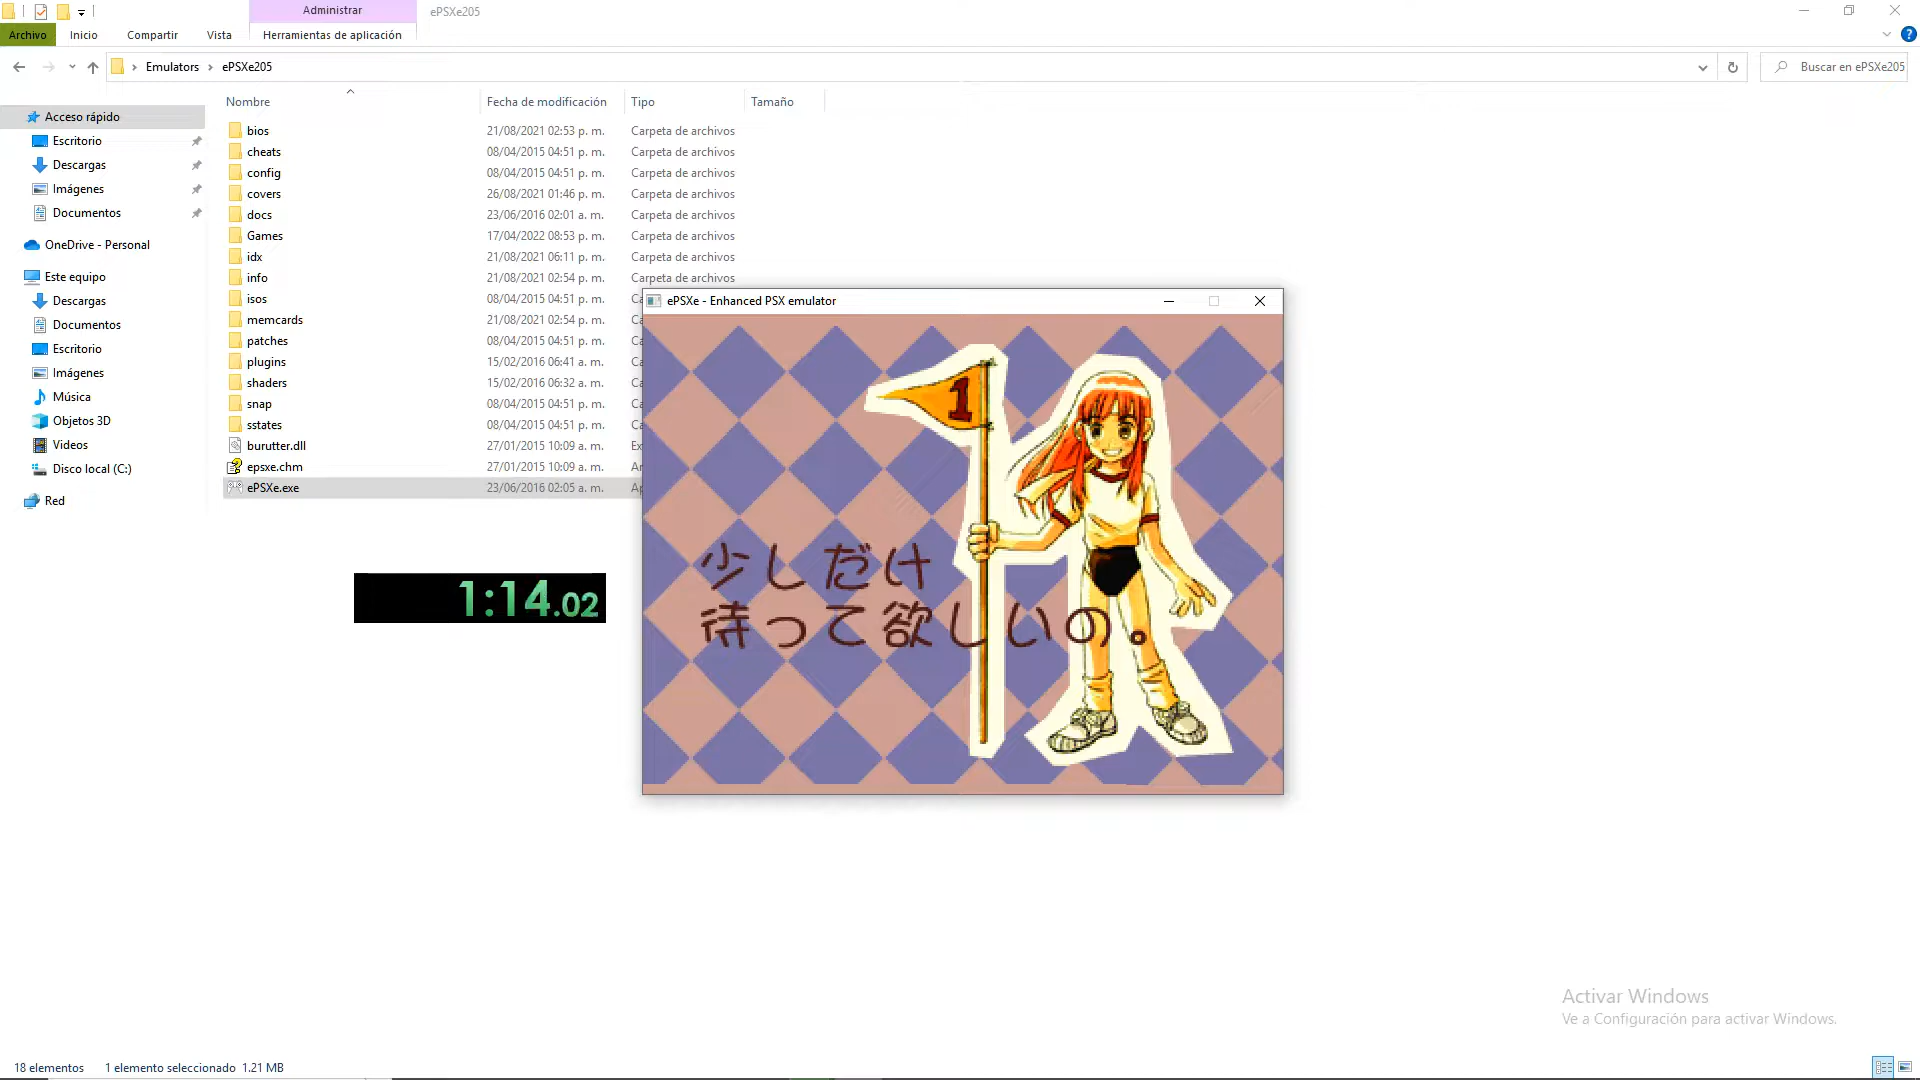 Administrar
ePSXe205
Archivo
Inicio
Compartir
Vista
Herramientas de aplicación
Emulators
ePSXe205
Buscar en ePSXe205
Nombre
Fecha de modificación
Tipo
Tamaño
Acceso rápido
Escritorio
Descargas
Imágenes
Documentos
OneDrive - Personal
Este equipo
Descargas
Documentos
Escritorio
Imágenes
Música
Objetos 3D
Videos
Disco local (C:)
Red
bios 21/08/2021 02:53 p. m. Carpeta de archivos
cheats 08/04/2015 04:51 p. m. Carpeta de archivos
config 08/04/2015 04:51 p. m. Carpeta de archivos
covers 26/08/2021 01:46 p. m. Carpeta de archivos
docs 23/06/2016 02:01 a. m. Carpeta de archivos
Games 17/04/2022 08:53 p. m. Carpeta de archivos
idx 21/08/2021 06:11 p. m. Carpeta de archivos
info 21/08/2021 02:54 p. m. Carpeta de archivos
isos 08/04/2015 04:51 p. m.
memcards 21/08/2021 02:54 p. m.
patches 08/04/2015 04:51 p. m.
plugins 15/02/2016 06:41 a. m.
shaders 15/02/2016 06:32 a. m.
snap 08/04/2015 04:51 p. m.
sstates 08/04/2015 04:51 p. m.
burutter.dll 27/01/2015 10:09 a. m.
epsxe.chm 27/01/2015 10:09 a. m.
ePSXe.exe 23/06/2016 02:05 a. m.
ePSXe - Enhanced PSX emulator
1
少しだけ
待って欲しいの。
1:14.02
Activar Windows
Ve a Configuración para activar Windows.
18 elementos
1 elemento seleccionado 1.21 MB